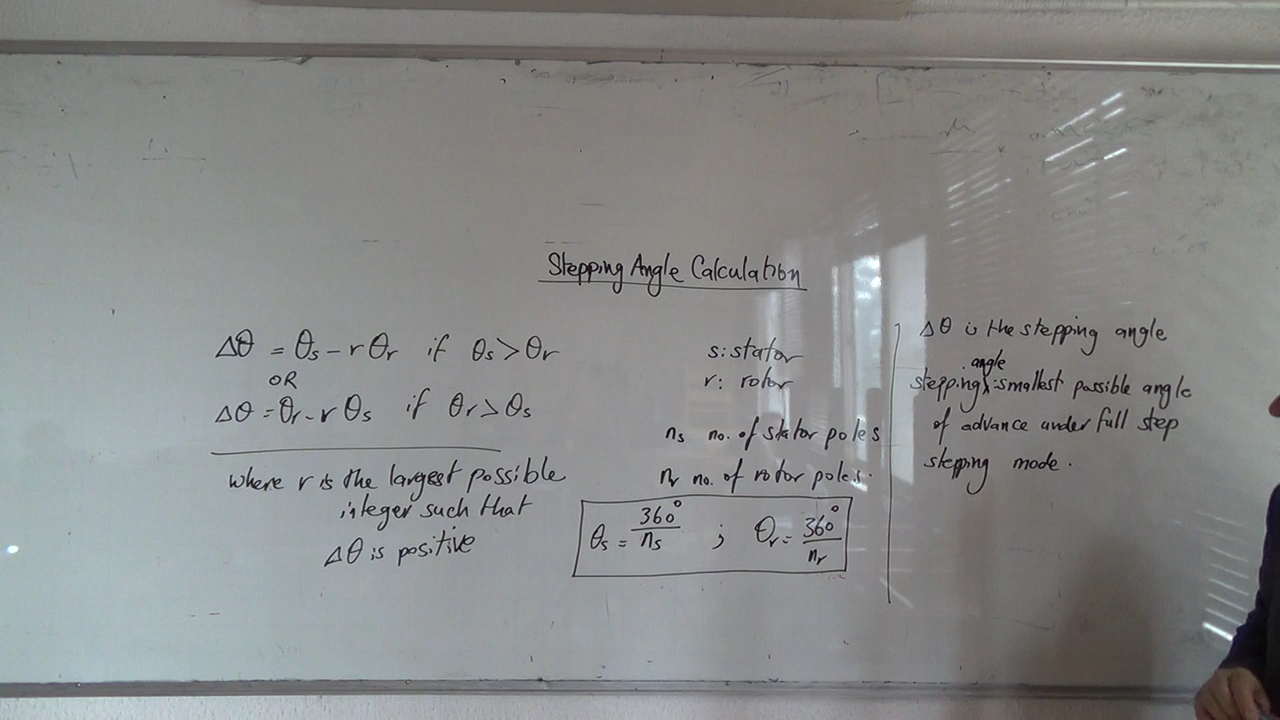 Stepping Angle Calculation
Δθ = θs - r θr if θs > θr
OR
Δθ = θr - r θs if θr > θs
where r is the largest possible
integer such that
Δθ is positive
s: stator
r: rotor
ns no. of stator poles
nr no. of rotor poles.
θs = 360°/ns ; θr = 360°/nr
Δθ is the stepping angle
angle
stepping : smallest possible angle
of advance under full step
stepping mode.